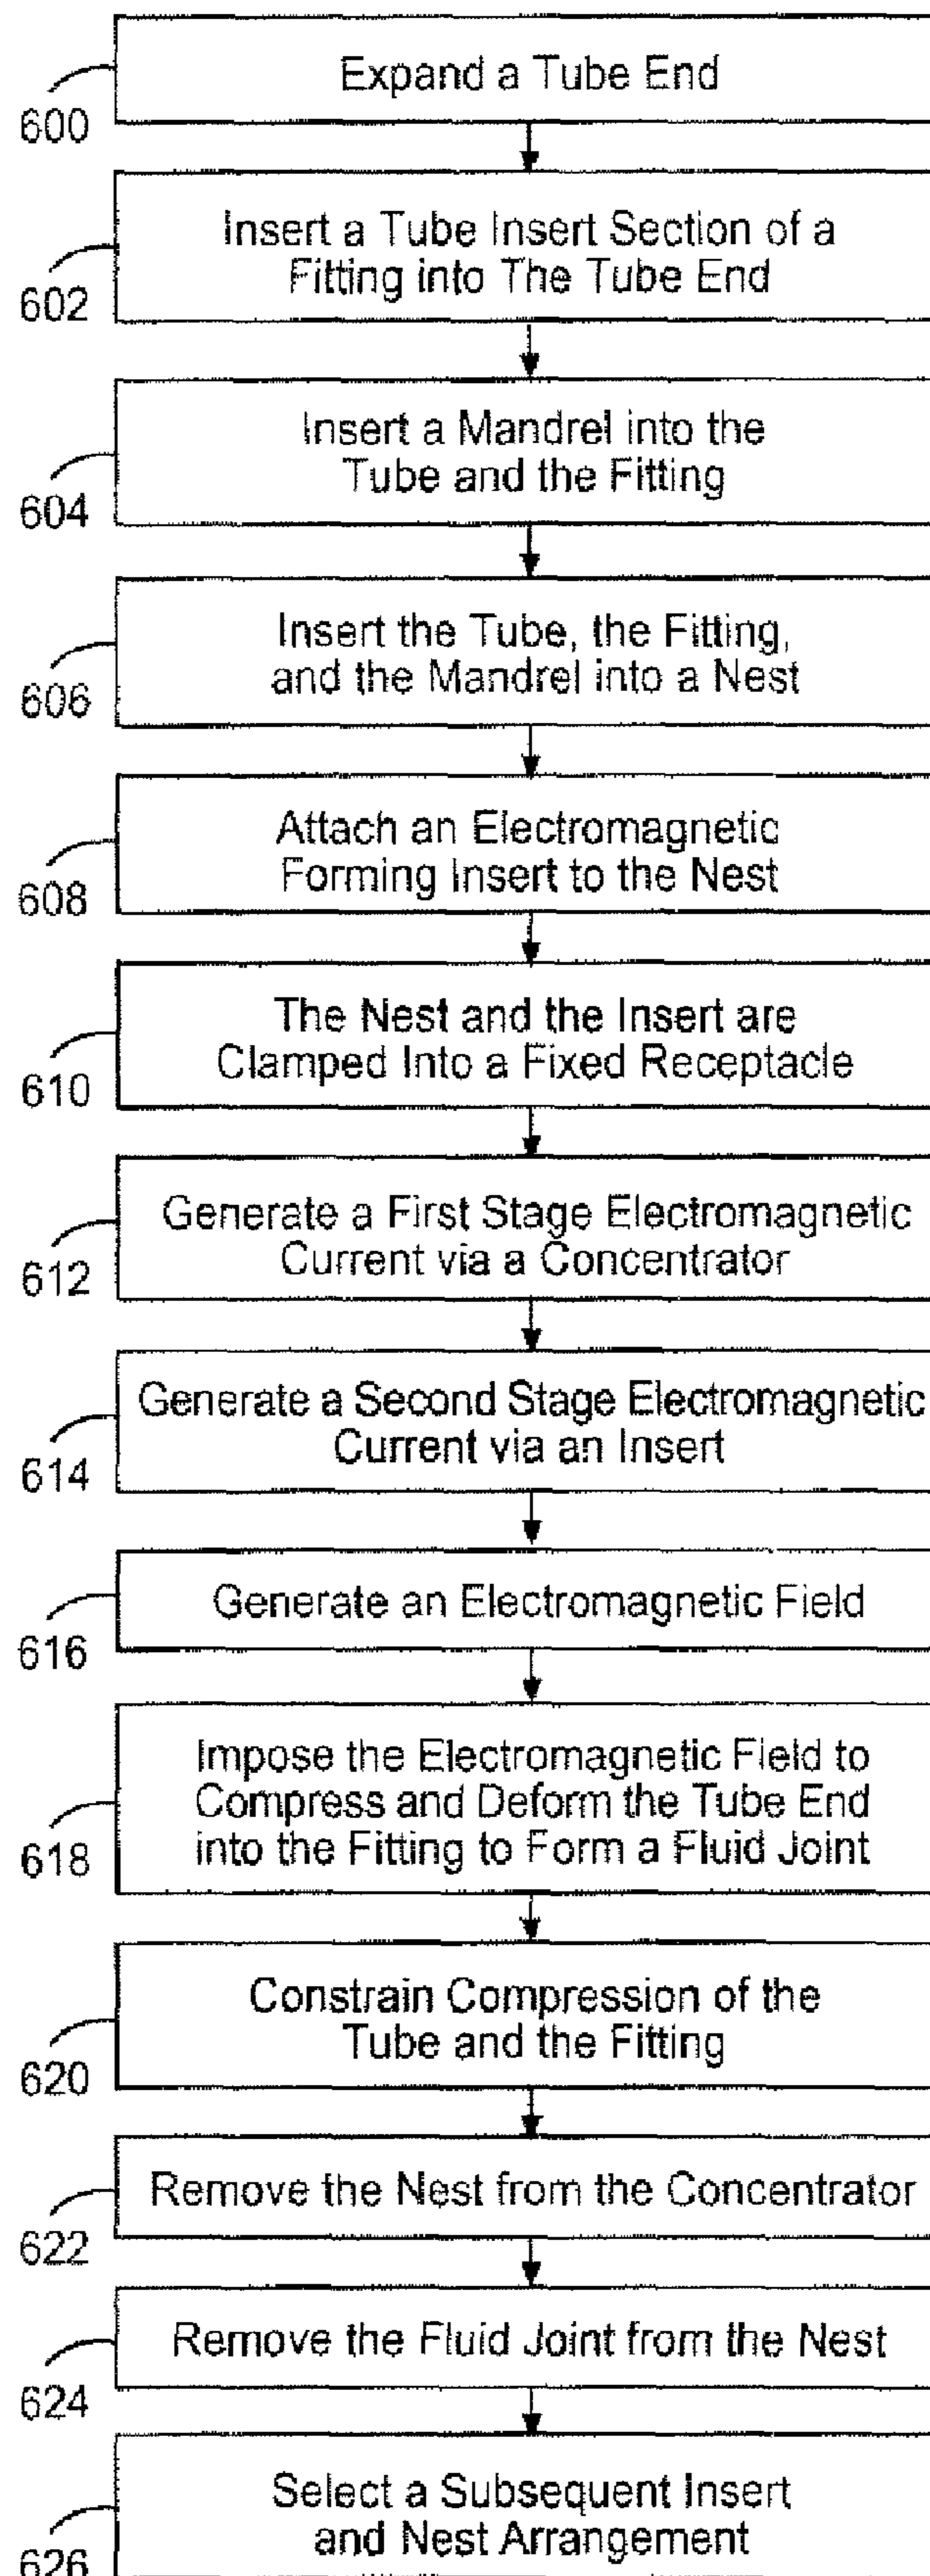 Expand a Tube End
600
Insert a Tube Insert Section of a
Fitting into The Tube End
602
Insert a Mandrel into the
Tube and the Fitting
604
Insert the Tube, the Fitting,
and the Mandrel into a Nest
606
Attach an Electromagnetic
Forming Insert to the Nest
608
The Nest and the Insert are
Clamped Into a Fixed Receptacle
610
Generate a First Stage Electromagnetic
Current via a Concentrator
612
Generate a Second Stage Electromagnetic
Current via an Insert
614
Generate an Electromagnetic Field
616
Impose the Electromagnetic Field to
Compress and Deform the Tube End
into the Fitting to Form a Fluid Joint
618
Constrain Compression of the
Tube and the Fitting
620
Remove the Nest from the Concentrator
622
Remove the Fluid Joint from the Nest
624
Select a Subsequent Insert
and Nest Arrangement
626